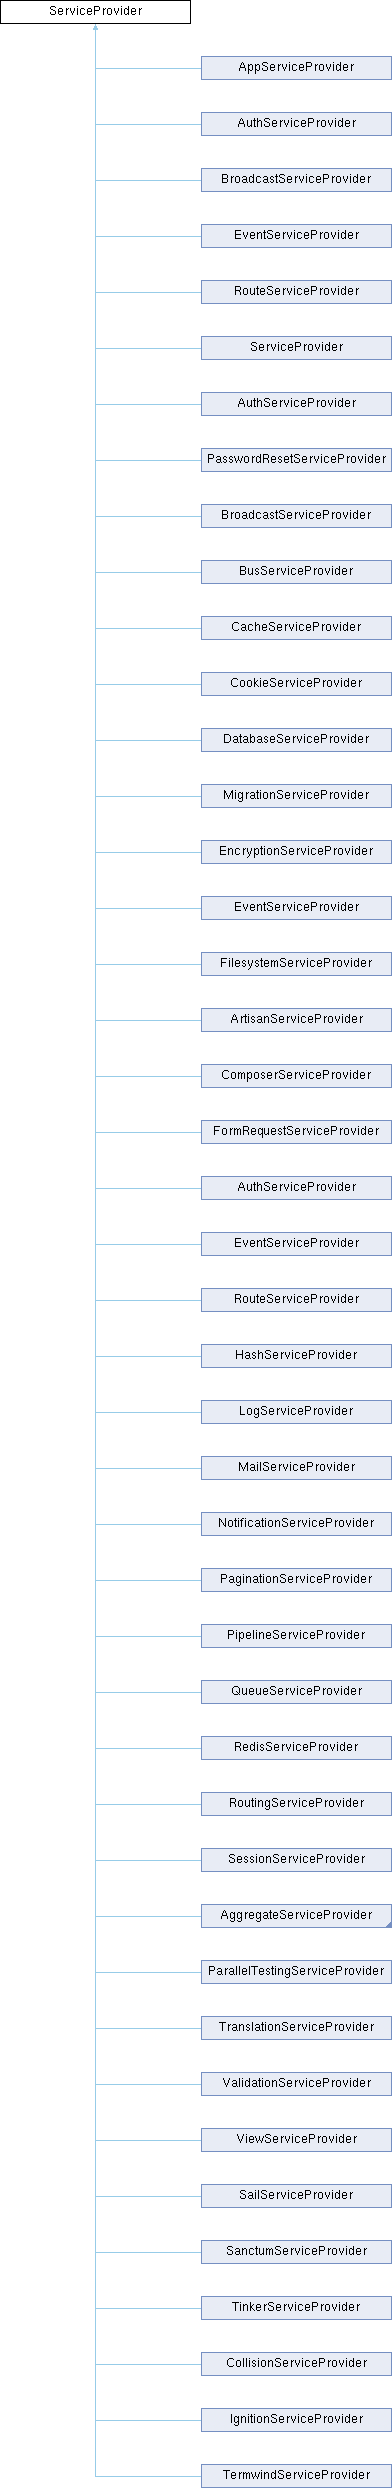 ServiceProvider
AppServiceProvider
AuthServiceProvider
BroadcastServiceProvider
EventServiceProvider
RouteServiceProvider
ServiceProvider
AuthServiceProvider
PasswordResetServiceProvider
BroadcastServiceProvider
BusServiceProvider
CacheServiceProvider
CookieServiceProvider
DatabaseServiceProvider
MigrationServiceProvider
EncryptionServiceProvider
EventServiceProvider
FilesystemServiceProvider
ArtisanServiceProvider
ComposerServiceProvider
FormRequestServiceProvider
AuthServiceProvider
EventServiceProvider
RouteServiceProvider
HashServiceProvider
LogServiceProvider
MailServiceProvider
NotificationServiceProvider
PaginationServiceProvider
PipelineServiceProvider
QueueServiceProvider
RedisServiceProvider
RoutingServiceProvider
SessionServiceProvider
AggregateServiceProvider
ParallelTestingServiceProvider
TranslationServiceProvider
ValidationServiceProvider
ViewServiceProvider
SailServiceProvider
SanctumServiceProvider
TinkerServiceProvider
CollisionServiceProvider
IgnitionServiceProvider
TermwindServiceProvider